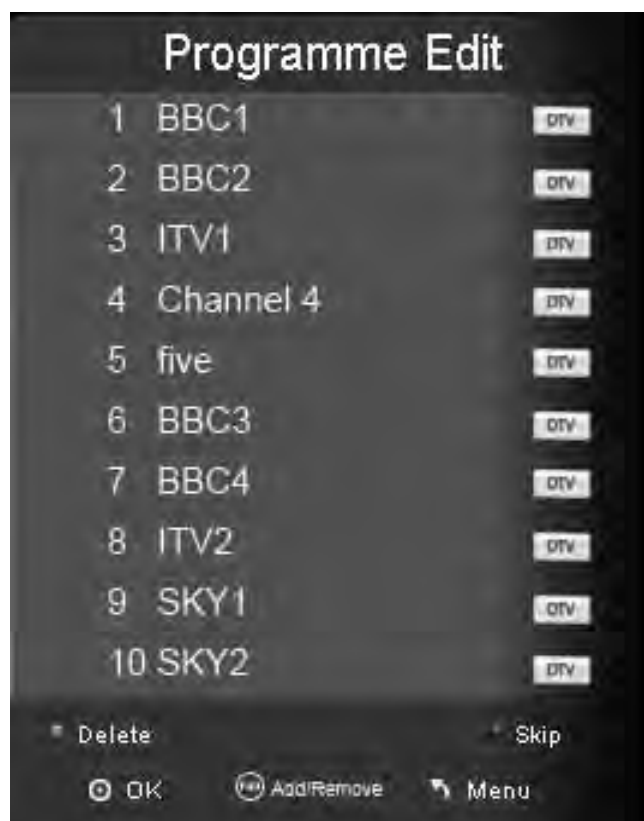 Programme Edit
1 BBC1 DTV
2 BBC2 DTV
3 ITV1 DTV
4 Channel 4 DTV
5 five DTV
6 BBC3 DTV
7 BBC4 DTV
8 ITV2 DTV
9 SKY1 DTV
10 SKY2 DTV
Delete Skip
OK Add/Remove Menu